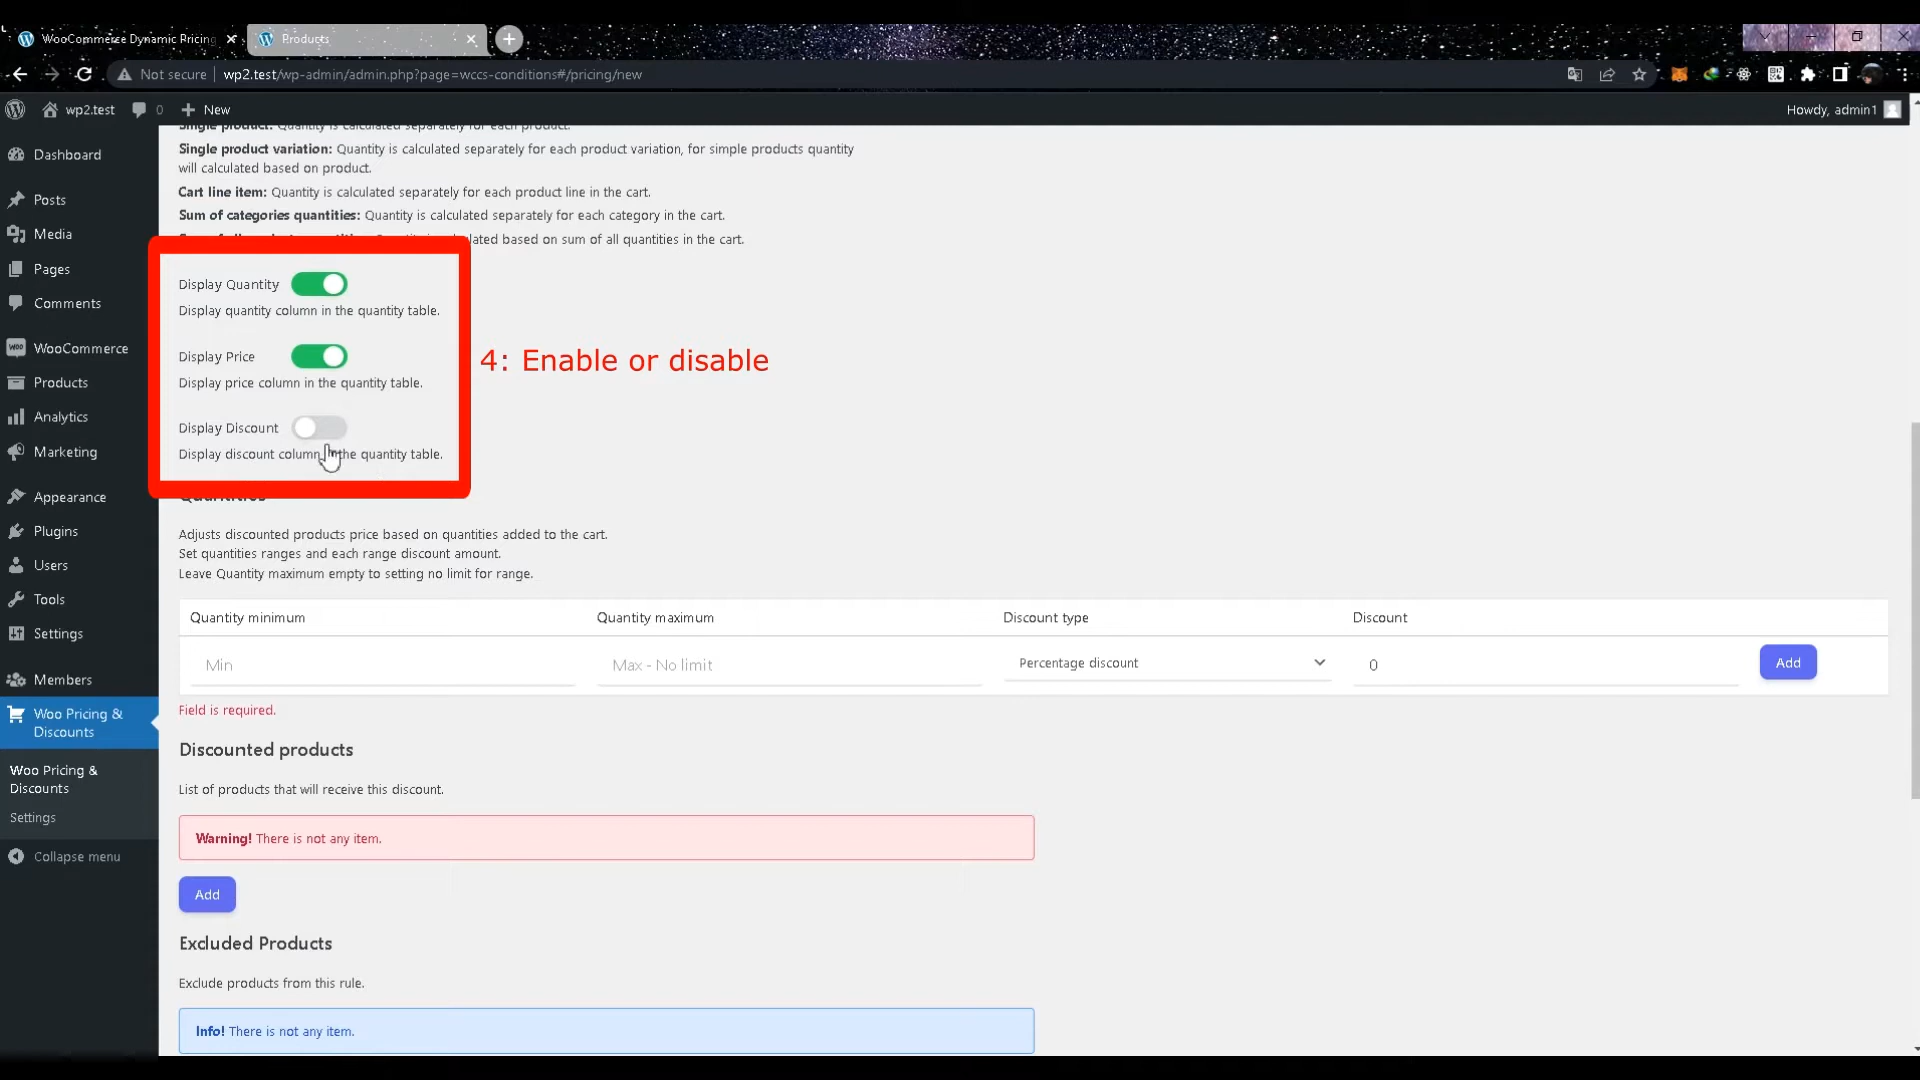 WooCommerce Dynamic Pricing
Products
Not secure
wp2.test/wp-admin/admin.php?page=wccs-conditions#/pricing/new
wp2.test
0
New
Howdy, admin1
Dashboard
Posts
Media
Pages
Comments
WooCommerce
Products
Analytics
Marketing
Appearance
Plugins
Users
Tools
Settings
Members
Woo Pricing &
Discounts
Woo Pricing &
Discounts
Settings
Collapse menu
Single product: Quantity is calculated separately for each product.
Single product variation: Quantity is calculated separately for each product variation, for simple products quantity
will calculated based on product.
Cart line item: Quantity is calculated separately for each product line in the cart.
Sum of categories quantities: Quantity is calculated separately for each category in the cart.
based on sum of all quantities in the cart.
Display Quantity
Display quantity column in the quantity table.
Display Price
Display price column in the quantity table.
Display Discount
Display discount column in the quantity table.
4: Enable or disable
Quantities
Adjusts discounted products price based on quantities added to the cart.
Set quantities ranges and each range discount amount.
Leave Quantity maximum empty to setting no limit for range.
Quantity minimum Quantity maximum Discount type Discount
Min Max - No limit Percentage discount 0 Add
Field is required.
Discounted products
List of products that will receive this discount.
Warning! There is not any item.
Add
Excluded Products
Exclude products from this rule.
Info! There is not any item.